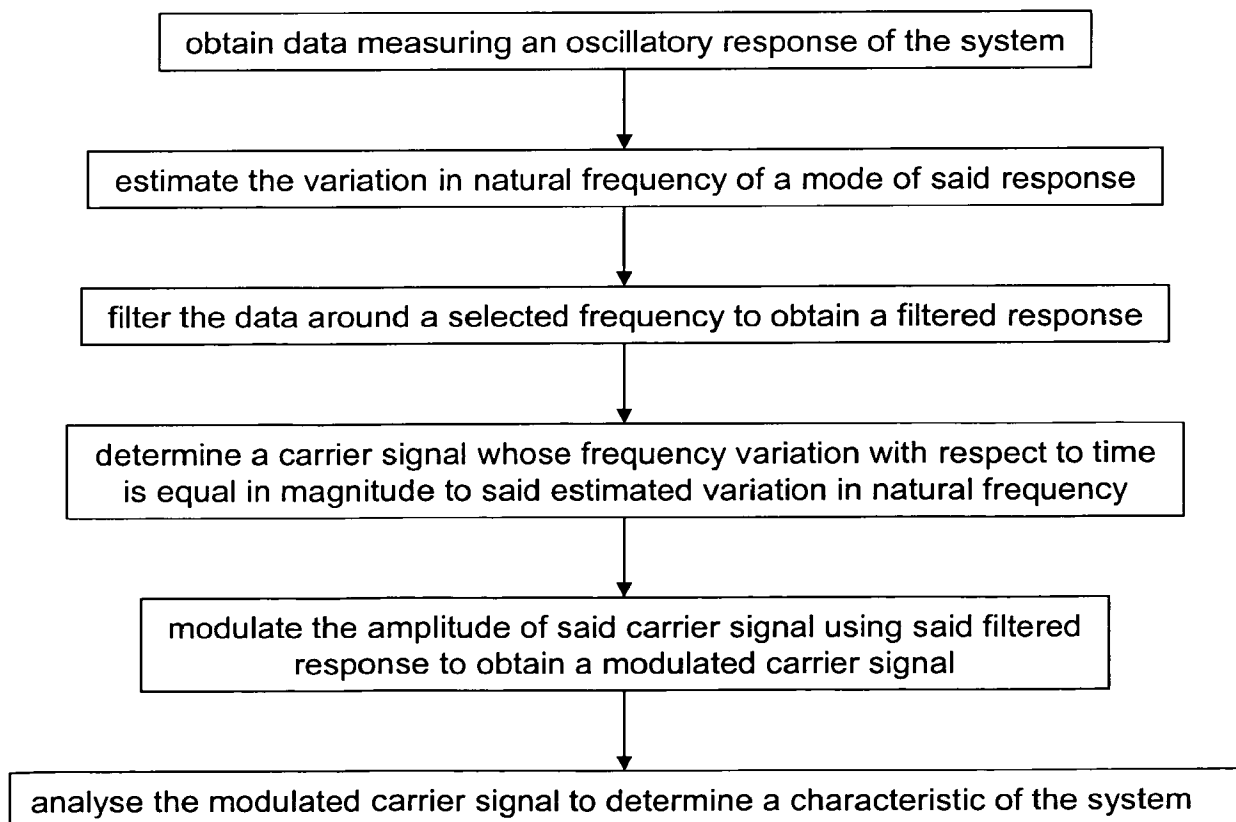 obtain data measuring an oscillatory response of the system
estimate the variation in natural frequency of a mode of said response
filter the data around a selected frequency to obtain a filtered response
determine a carrier signal whose frequency variation with respect to time
is equal in magnitude to said estimated variation in natural frequency
modulate the amplitude of said carrier signal using said filtered
response to obtain a modulated carrier signal
analyse the modulated carrier signal to determine a characteristic of the system